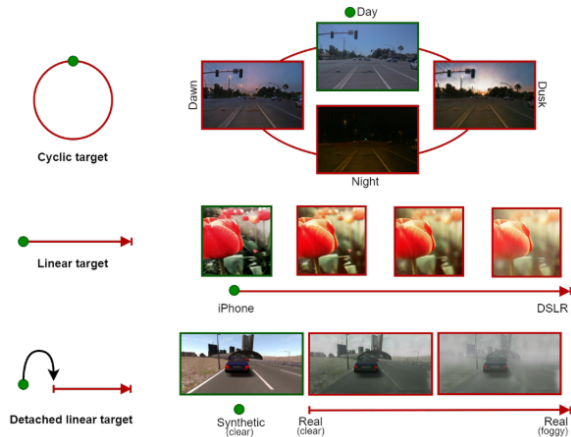 Day
Dawn
Dusk
Night
Cyclic target
Linear target
iPhone
DSLR
Detached linear target
Synthetic
(clear)
Real
(clear)
Real
(foggy)